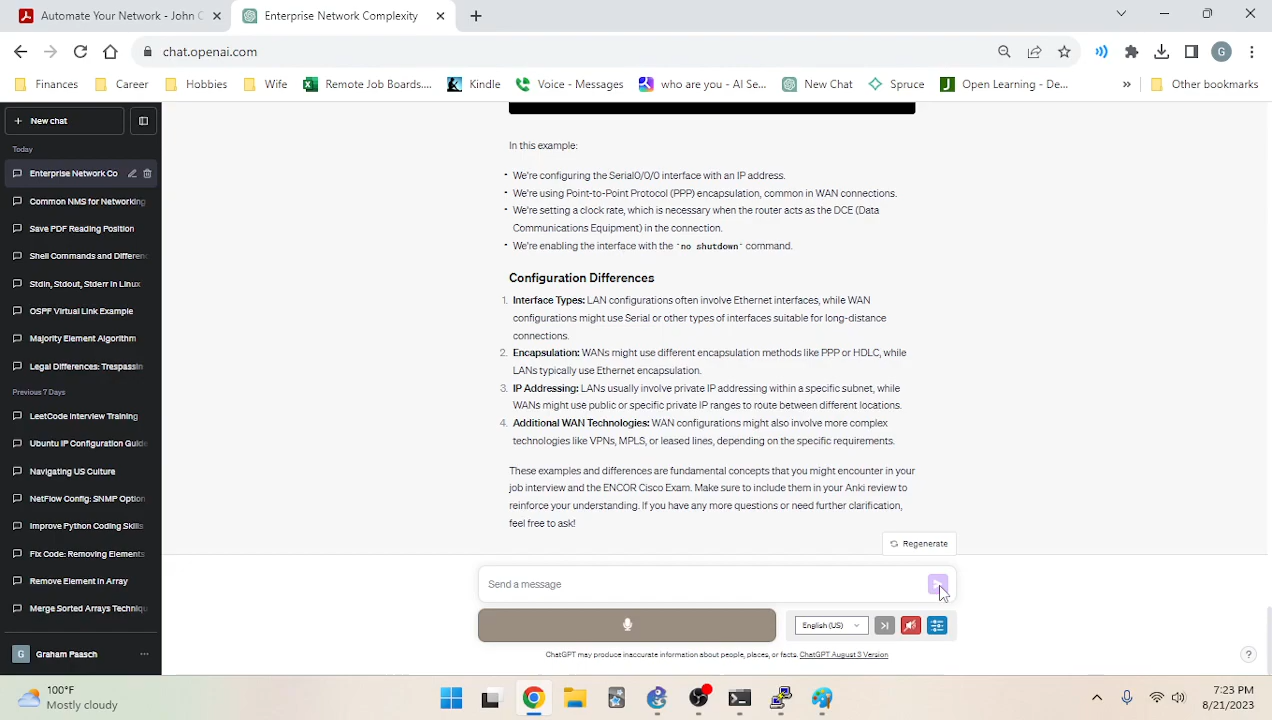 Automate Your Network - John C
Enterprise Network Complexity
chat.openai.com
G
Finances
Career
Hobbies
Wife
Remote Job Boards....
Kindle
Voice - Messages
who are you - AI Se...
New Chat
Spruce
Open Learning - De...
»
Other bookmarks
+ New chat
Today
Enterprise Network Co
Common NMS for Networking
Save PDF Reading Position
Shell Commands and Differenc
Stdin, Stdout, Stderr in Linux
OSPF Virtual Link Example
Majority Element Algorithm
Legal Differences: Trespassin
Previous 7 Days
LeetCode Interview Training
Ubuntu IP Configuration Guide
Navigating US Culture
NetFlow Config: SNMP Option
Improve Python Coding Skills
Fix Code: Removing Elements
Remove Element in Array
Merge Sorted Arrays Techniqu
G Graham Paasch ...
In this example:
• We're configuring the Serial0/0/0 interface with an IP address.
• We're using Point-to-Point Protocol (PPP) encapsulation, common in WAN connections.
• We're setting a clock rate, which is necessary when the router acts as the DCE (Data
Communications Equipment) in the connection.
• We're enabling the interface with the `no shutdown` command.
Configuration Differences
1. Interface Types: LAN configurations often involve Ethernet interfaces, while WAN
configurations might use Serial or other types of interfaces suitable for long-distance
connections.
2. Encapsulation: WANs might use different encapsulation methods like PPP or HDLC, while
LANs typically use Ethernet encapsulation.
3. IP Addressing: LANs usually involve private IP addressing within a specific subnet, while
WANs might use public or specific private IP ranges to route between different locations.
4. Additional WAN Technologies: WAN configurations might also involve more complex
technologies like VPNs, MPLS, or leased lines, depending on the specific requirements.
These examples and differences are fundamental concepts that you might encounter in your
job interview and the ENCOR Cisco Exam. Make sure to include them in your Anki review to
reinforce your understanding. If you have any more questions or need further clarification,
feel free to ask!
Regenerate
Send a message
English (US)
ChatGPT may produce inaccurate information about people, places, or facts. ChatGPT August 3 Version
?
100°F
Mostly cloudy
7:23 PM
8/21/2023